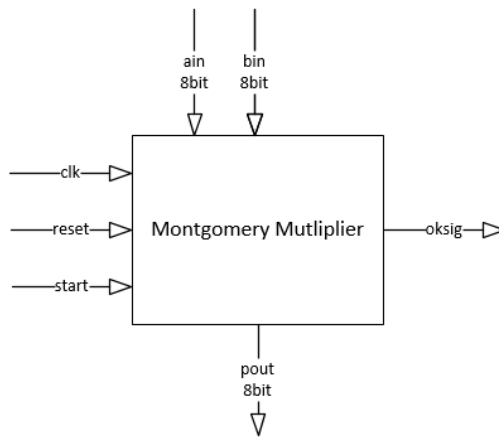 ain
8bit
bin
8bit
clk
reset
Montgomery Mutliplier
oksig
start
pout
8bit